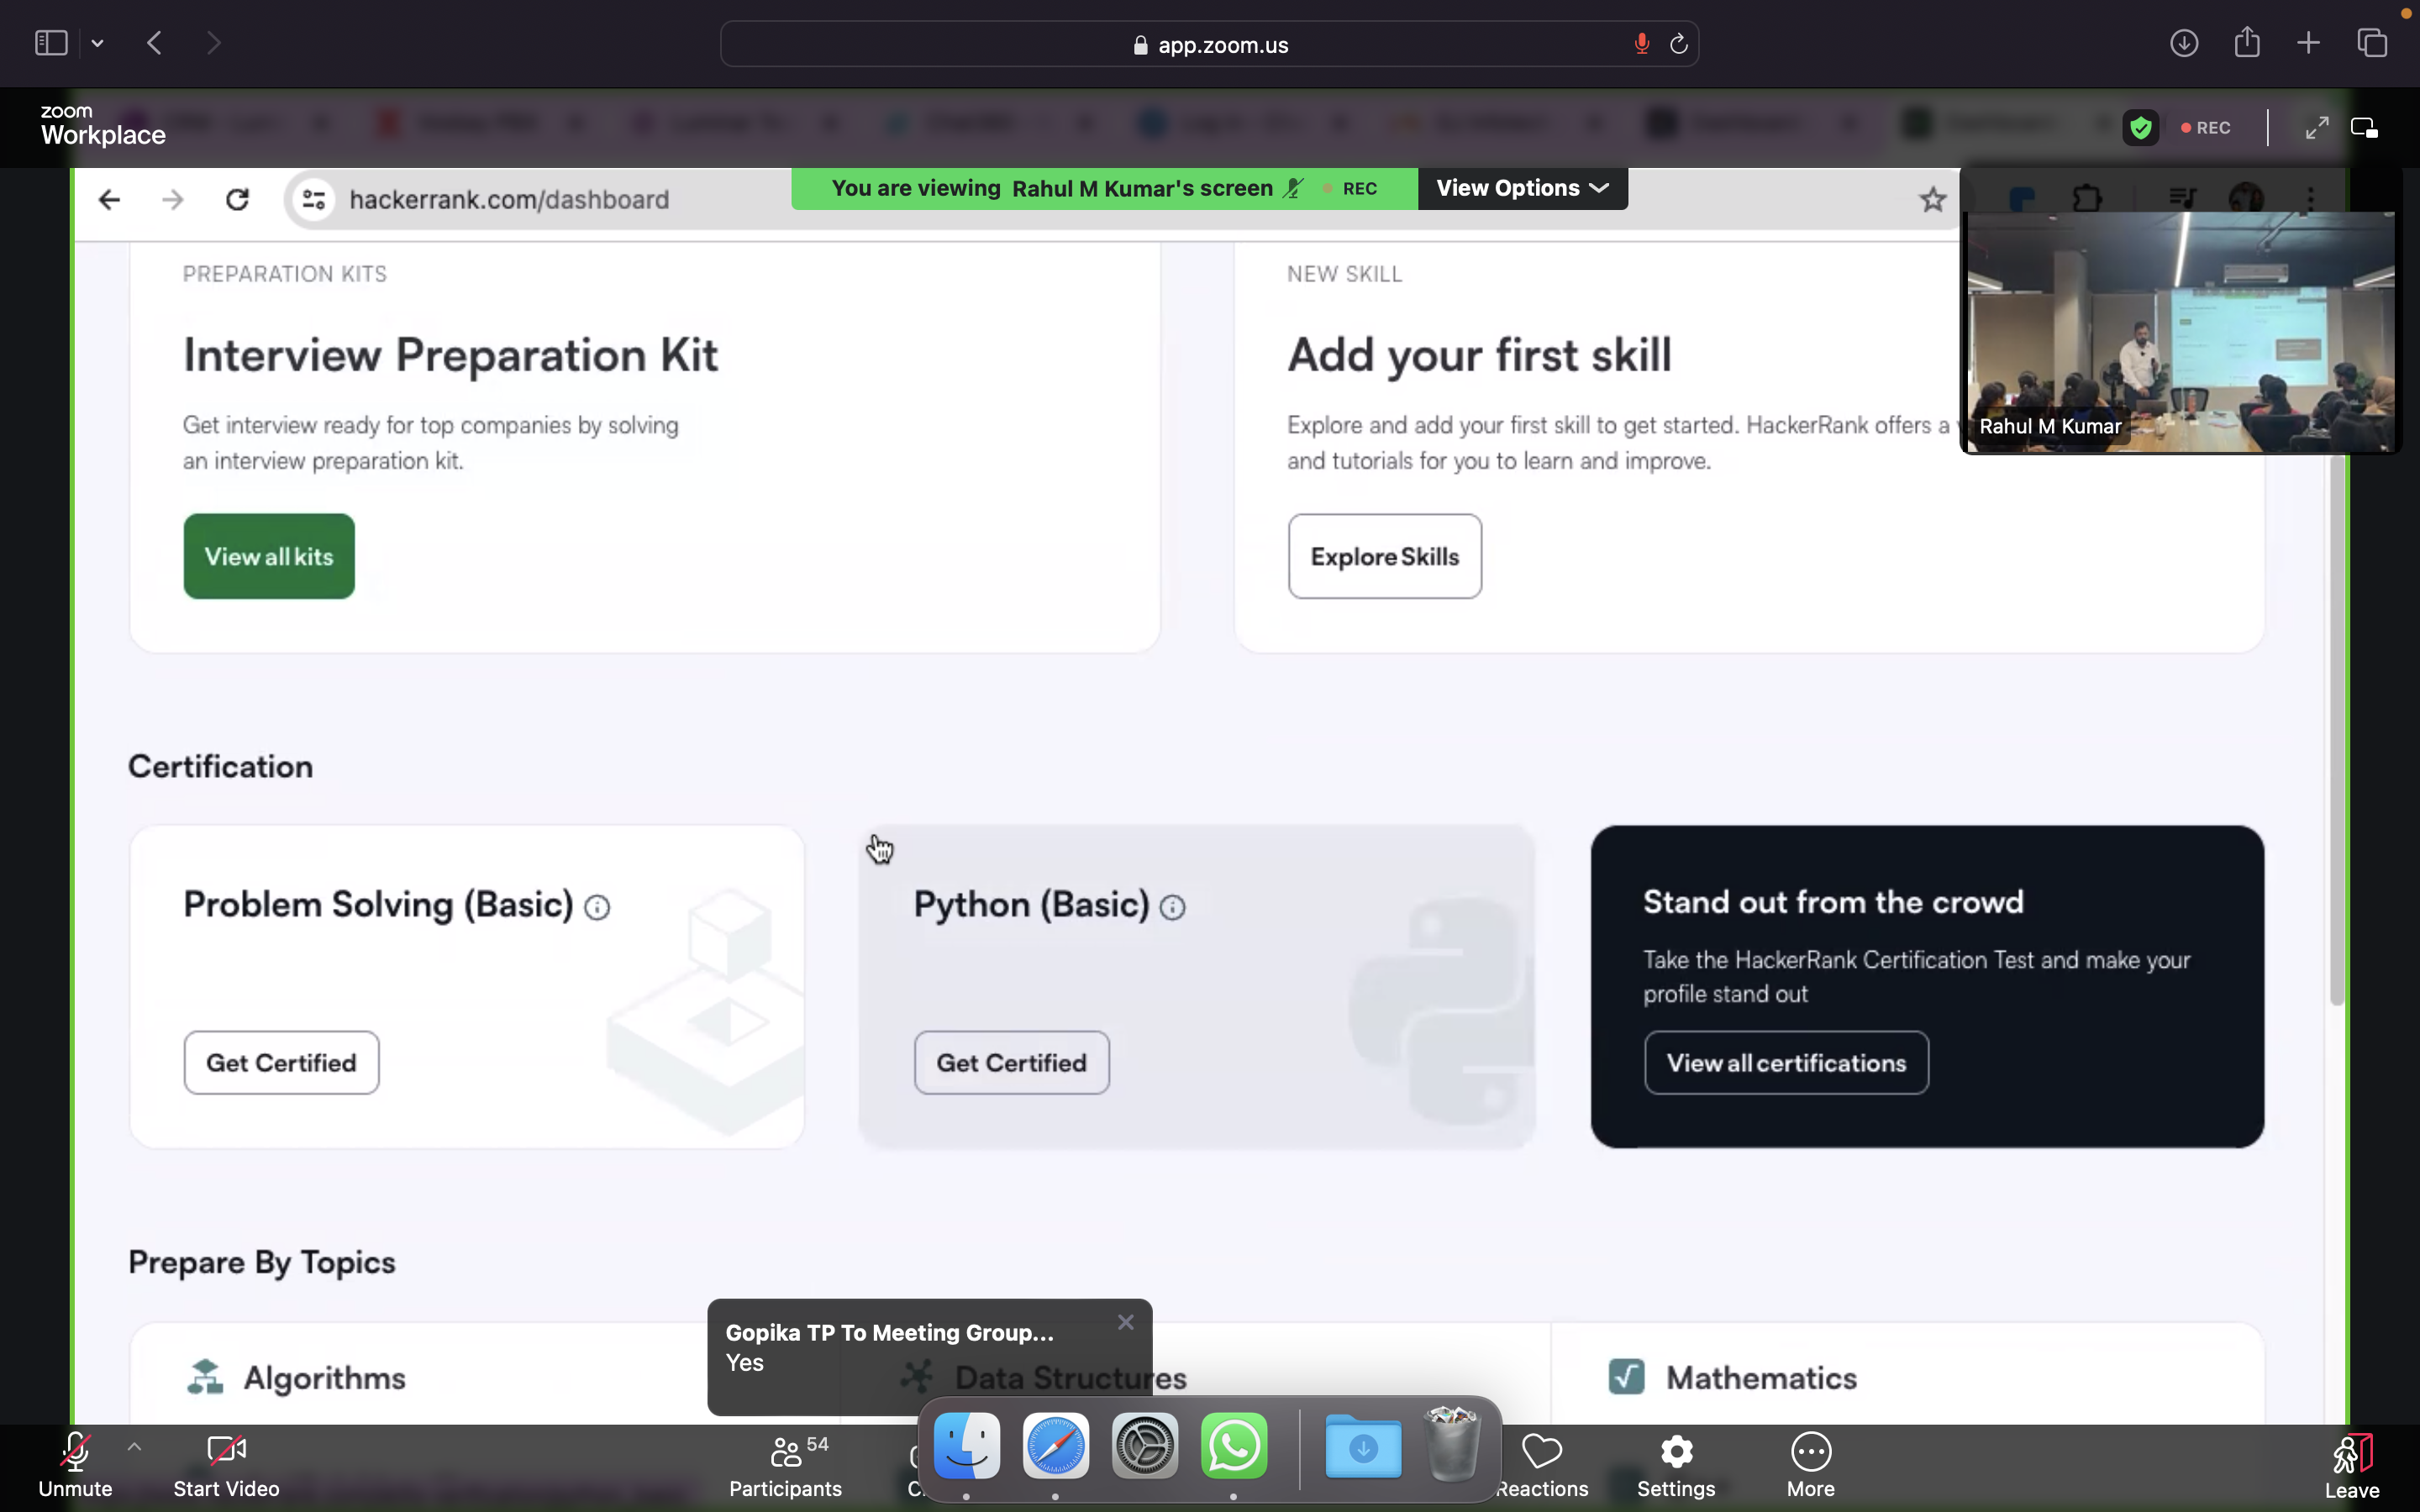 app.zoom.us
zoom
Workplace
REC
hackerrank.com/dashboard
You are viewing Rahul M Kumar's screen
REC
View Options
PREPARATION KITS
Interview Preparation Kit
Get interview ready for top companies by solving
an interview preparation kit.
View all kits
NEW SKILL
Add your first skill
Explore and add your first skill to get started. HackerRank offers a
and tutorials for you to learn and improve.
Explore Skills
Rahul M Kumar
Certification
Problem Solving (Basic)
Get Certified
Python (Basic)
Get Certified
Stand out from the crowd
Take the HackerRank Certification Test and make your
profile stand out
View all certifications
Prepare By Topics
Gopika TP To Meeting Group...
Yes
Algorithms
Data Structures
Mathematics
Unmute
Start Video
54
Participants
Reactions
Settings
More
Leave